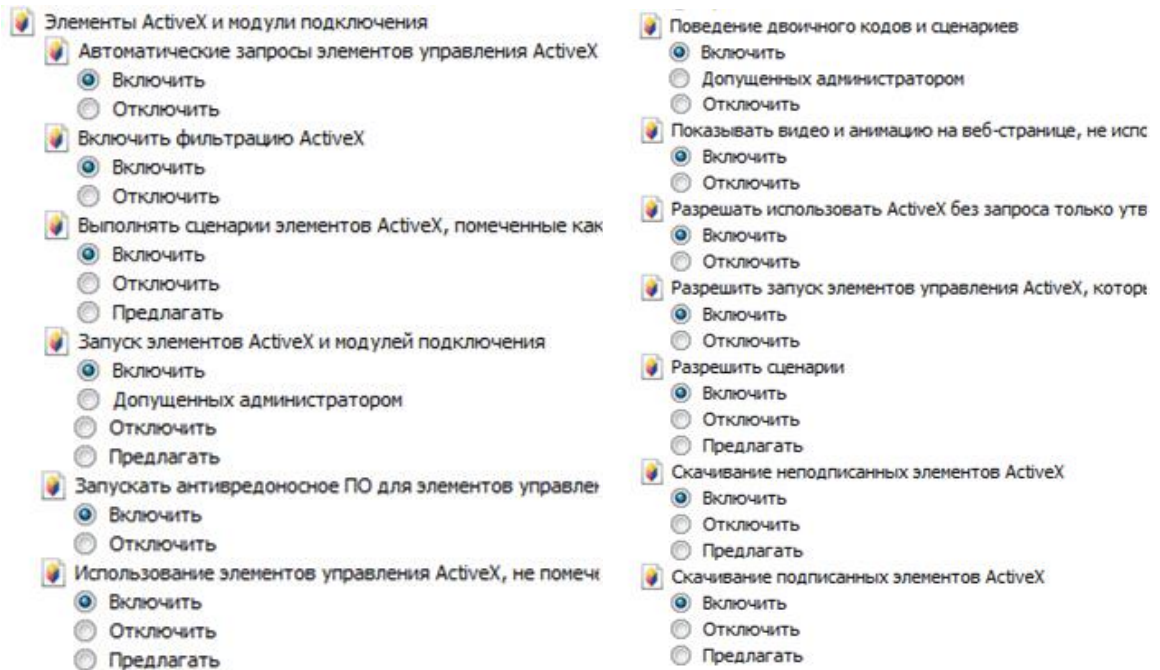 Элементы ActiveX и модули подключения
Автоматические запросы элементов управления ActiveX
Включить
Отключить
Включить фильтрацию ActiveX
Включить
Отключить
Выполнять сценарии элементов ActiveX, помеченные как
Включить
Отключить
Предлагать
Запуск элементов ActiveX и модулей подключения
Включить
Допущенных администратором
Отключить
Предлагать
Запускать антивредоносное ПО для элементов управлен
Включить
Отключить
Использование элементов управления ActiveX, не помече
Включить
Отключить
Предлагать
Поведение двоичного кодов и сценариев
Включить
Допущенных администратором
Отключить
Показывать видео и анимацию на веб-странице, не испо
Включить
Отключить
Разрешать использовать ActiveX без запроса только утв
Включить
Отключить
Разрешить запуск элементов управления ActiveX, которы
Включить
Отключить
Разрешить сценарии
Включить
Отключить
Предлагать
Скачивание неподписанных элементов ActiveX
Включить
Отключить
Предлагать
Скачивание подписанных элементов ActiveX
Включить
Отключить
Предлагать